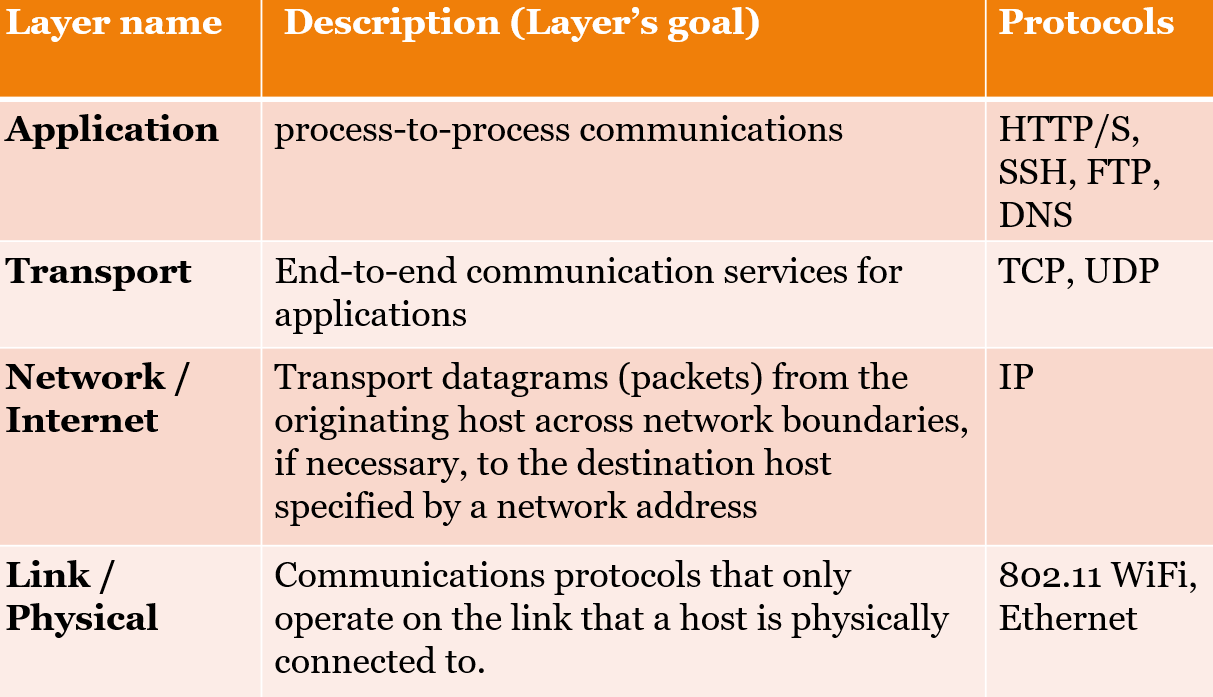 Layer name
Description (Layer's goal)
Protocols
Application
process-to-process communications
HTTP/S,
SSH, FTP,
DNS
Transport
End-to-end communication services for
applications
TCP, UDP
Network /
Internet
Transport datagrams (packets) from the
originating host across network boundaries,
if necessary, to the destination host
specified by a network address
IP
Link /
Physical
Communications protocols that only
operate on the link that a host is physically
connected to.
802.11 WiFi,
Ethernet